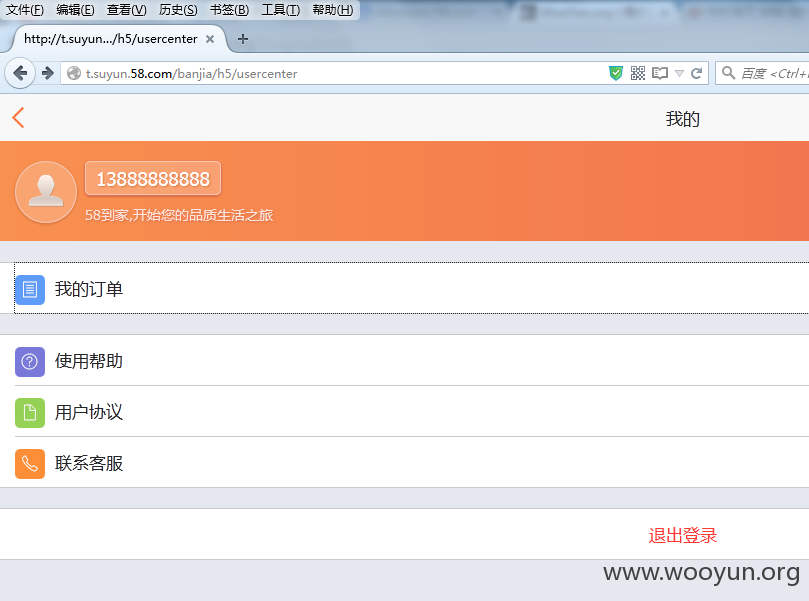 文件(F) 编辑(E) 查看(V) 历史(S) 书签(B) 工具(T) 帮助(H)
http://t.suyun.../h5/usercenter × +
t.suyun.58.com/banjia/h5/usercenter
百度 <Ctrl+
我的
13888888888
58到家,开始您的品质生活之旅
我的订单
使用帮助
用户协议
联系客服
退出登录
www.wooyun.org